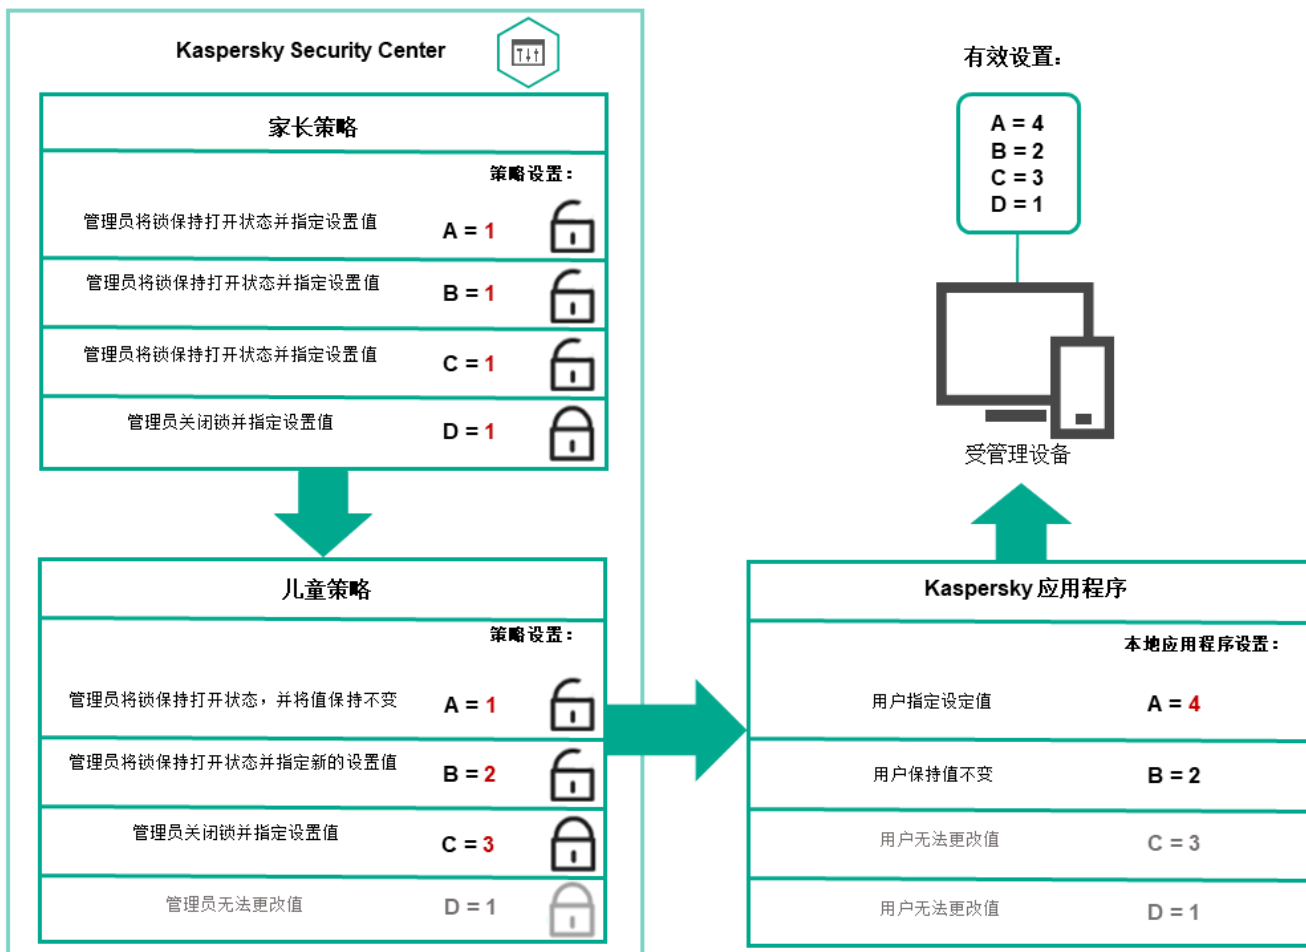 Kaspersky Security Center
家长策略
策略设置：
管理员将锁保持打开状态并指定设置值 A = 1
管理员将锁保持打开状态并指定设置值 B = 1
管理员将锁保持打开状态并指定设置值 C = 1
管理员关闭锁并指定设置值 D = 1
儿童策略
策略设置：
管理员将锁保持打开状态，并将值保持不变 A = 1
管理员将锁保持打开状态并指定新的设置值 B = 2
管理员关闭锁并指定设置值 C = 3
管理员无法更改值 D = 1
有效设置：
A = 4
B = 2
C = 3
D = 1
受管理设备
Kaspersky 应用程序
本地应用程序设置：
用户指定设定值 A = 4
用户保持值不变 B = 2
用户无法更改值 C = 3
用户无法更改值 D = 1